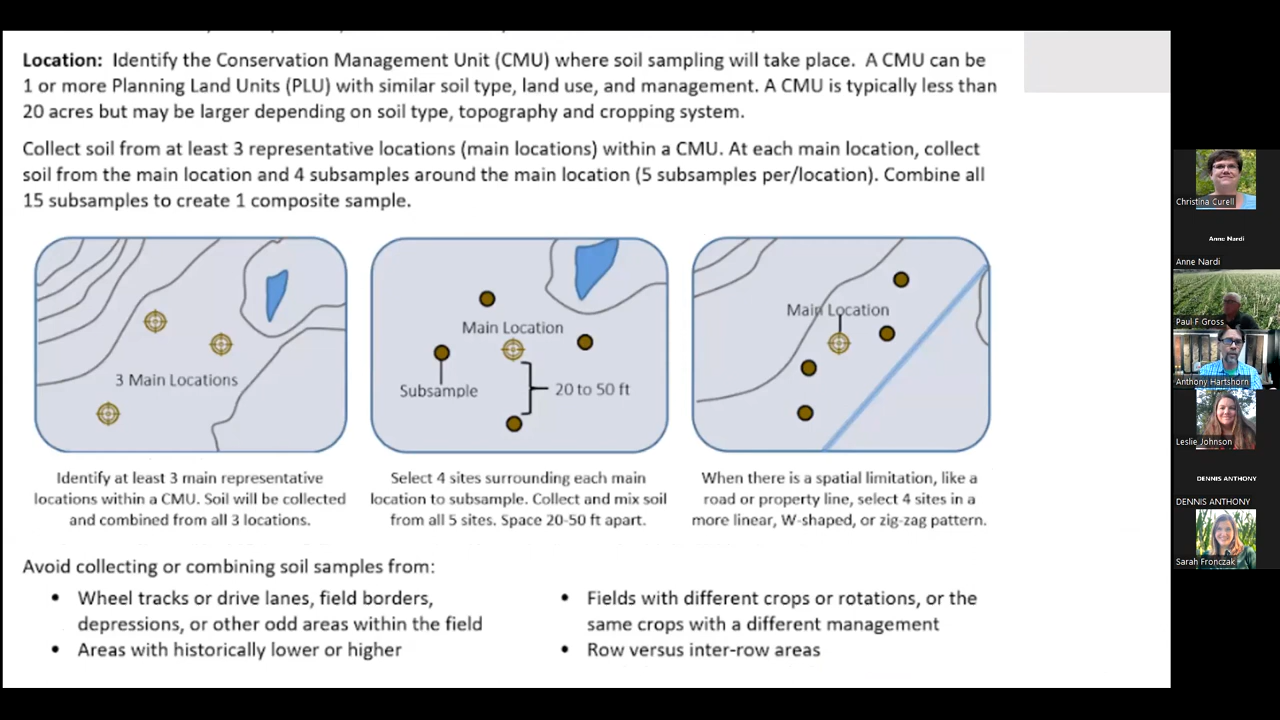 Location: Identify the Conservation Management Unit (CMU) where soil sampling will take place. A CMU can be
1 or more Planning Land Units (PLU) with similar soil type, land use, and management. A CMU is typically less than
20 acres but may be larger depending on soil type, topography and cropping system.
Collect soil from at least 3 representative locations (main locations) within a CMU. At each main location, collect
soil from the main location and 4 subsamples around the main location (5 subsamples per/location). Combine all
15 subsamples to create 1 composite sample.
3 Main Locations
Main Location
Subsample
20 to 50 ft
Main Location
Identify at least 3 main representative
locations within a CMU. Soil will be collected
and combined from all 3 locations.
Select 4 sites surrounding each main
location to subsample. Collect and mix soil
from all 5 sites. Space 20-50 ft apart.
When there is a spatial limitation, like a
road or property line, select 4 sites in a
more linear, W-shaped, or zig-zag pattern.
Avoid collecting or combining soil samples from:
• Wheel tracks or drive lanes, field borders,
depressions, or other odd areas within the field
• Areas with historically lower or higher
• Fields with different crops or rotations, or the
same crops with a different management
• Row versus inter-row areas
Christina Curell
Anne Nardi
Anne Nardi
Paul F Gross
Anthony Hartshorn
Leslie Johnson
DENNIS ANTHONY
DENNIS ANTHONY
Sarah Fronczak